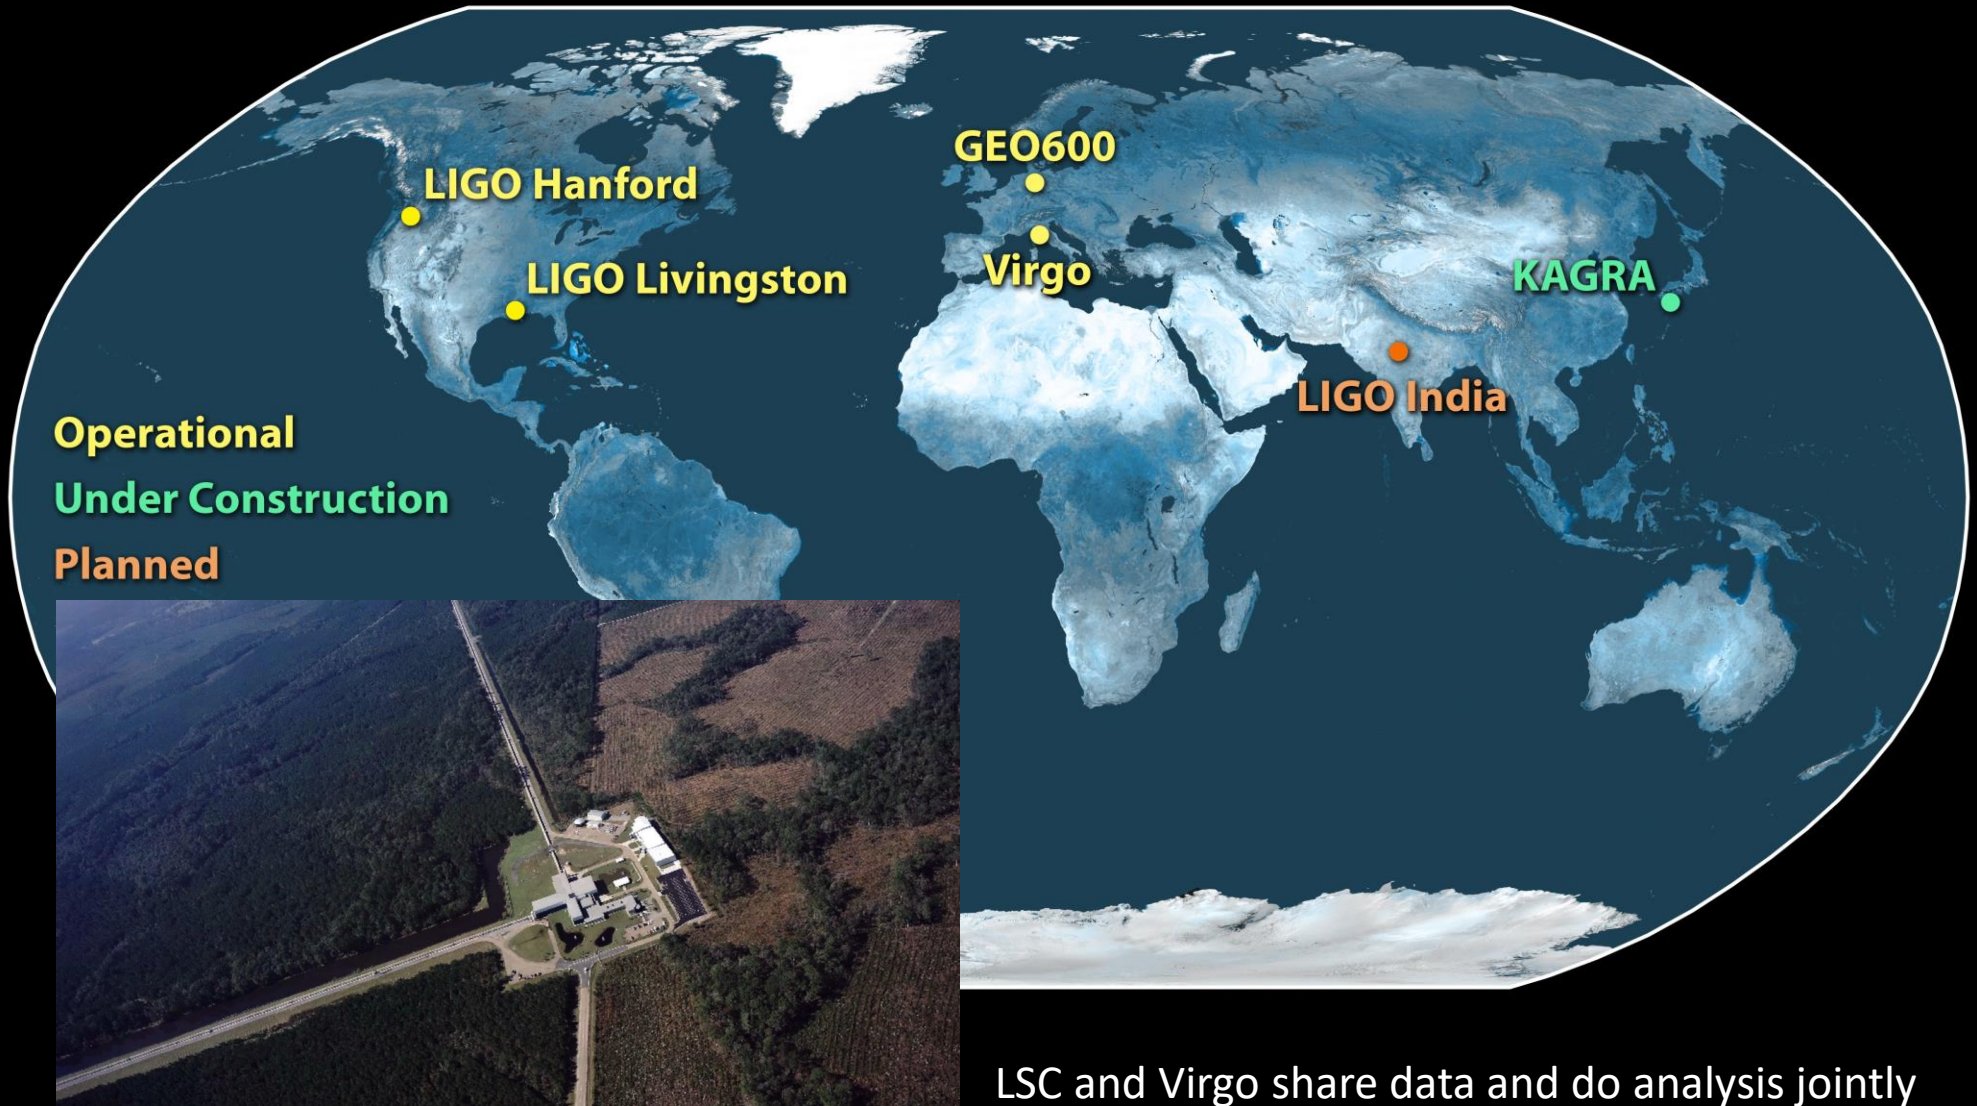 GEO600
LIGO Hanford
LIGO Livingston
Virgo
KAGRA
LIGO India
Operational
Under Construction
Planned
LSC and Virgo share data and do analysis jointly